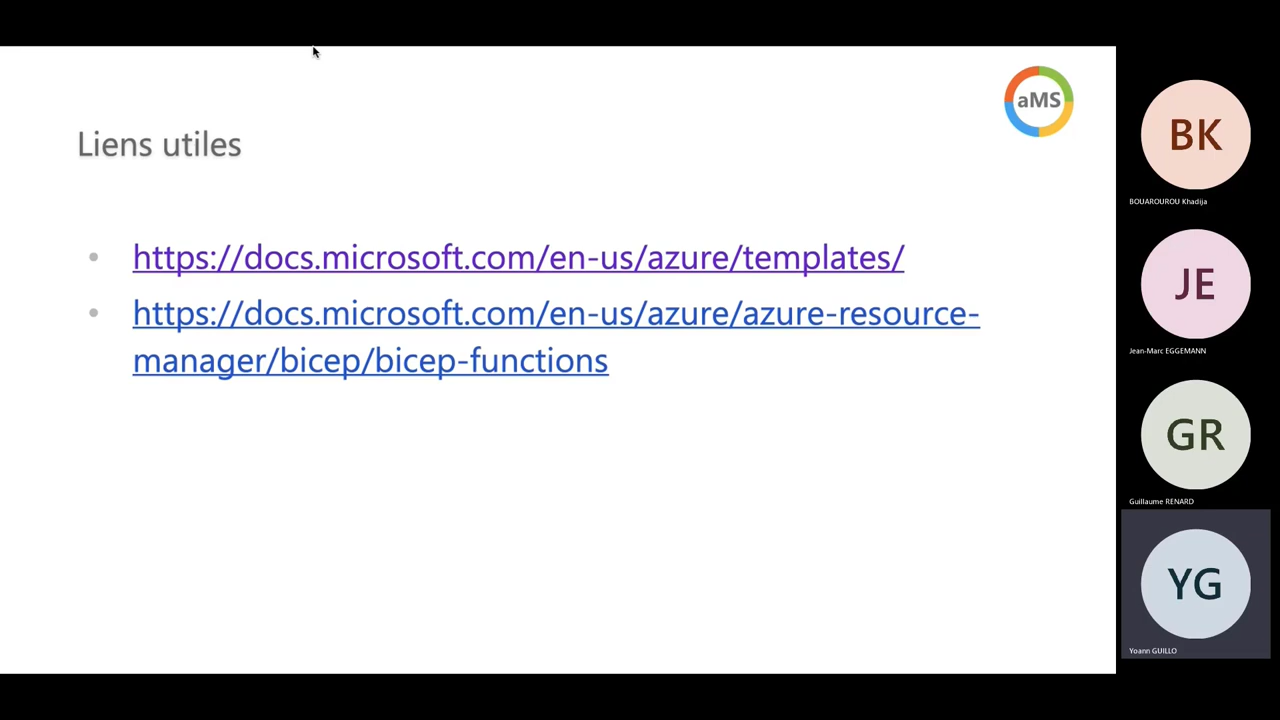 aMS
Liens utiles
https://docs.microsoft.com/en-us/azure/templates/
https://docs.microsoft.com/en-us/azure/azure-resource-
manager/bicep/bicep-functions
BK
BOUAROUROU Khadija
JE
Jean-Marc EGGEMANN
GR
Guillaume RENARD
YG
Yoann GUILLO